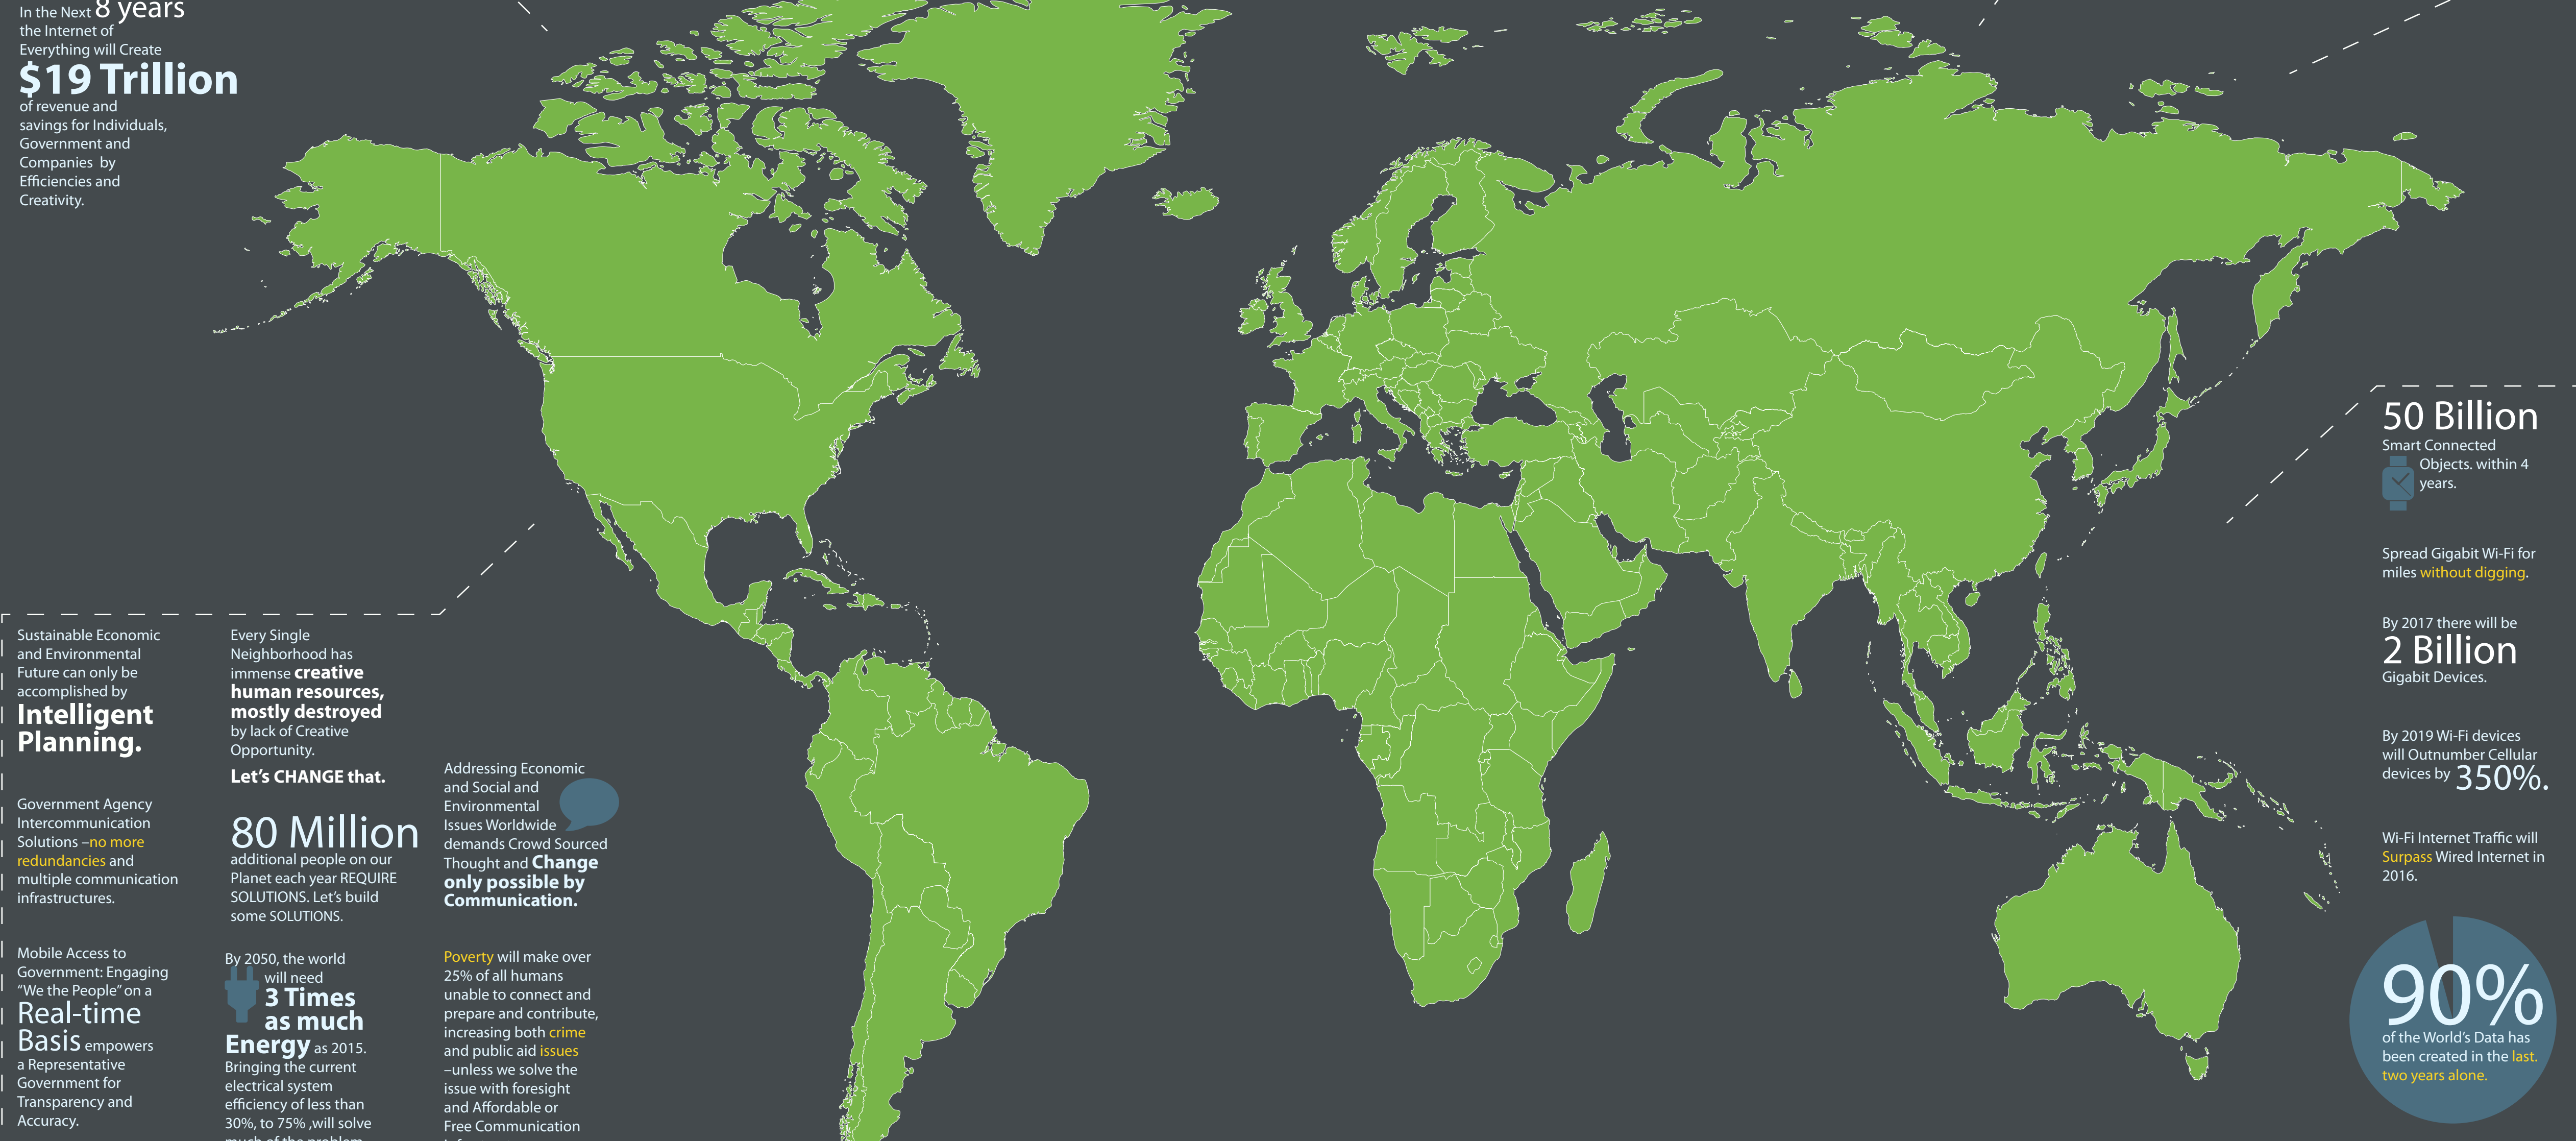 In the Next 8 years
the Internet of
Everything will Create
$19 Trillion
of revenue and
savings for Individuals,
Government and
Companies by
Efficiencies and
Creativity.
Sustainable Economic
and Environmental
Future can only be
accomplished by
Intelligent
Planning.
Government Agency
Intercommunication
Solutions –no more
redundancies and
multiple communication
infrastructures.
Mobile Access to
Government: Engaging
“We the People” on a
Real-time
Basis empowers
a Representative
Government for
Transparency and
Accuracy.
Every Single
Neighborhood has
immense creative
human resources,
mostly destroyed
by lack of Creative
Opportunity.
Let’s CHANGE that.
80 Million
additional people on our
Planet each year REQUIRE
SOLUTIONS. Let’s build
some SOLUTIONS.
By 2050, the world
will need
3 Times
as much
Energy as 2015.
Bringing the current
electrical system
efficiency of less than
30%, to 75% ,will solve
much of the problem
Addressing Economic
and Social and
Environmental
Issues Worldwide
demands Crowd Sourced
Thought and Change
only possible by
Communication.
Poverty will make over
25% of all humans
unable to connect and
prepare and contribute,
increasing both crime
and public aid issues
–unless we solve the
issue with foresight
and Affordable or
Free Communication
50 Billion
Smart Connected
Objects. within 4
years.
Spread Gigabit Wi-Fi for
miles without digging.
By 2017 there will be
2 Billion
Gigabit Devices.
By 2019 Wi-Fi devices
will Outnumber Cellular
devices by 350%.
Wi-Fi Internet Traffic will
Surpass Wired Internet in
2016.
90%
of the World’s Data has
been created in the last.
two years alone.